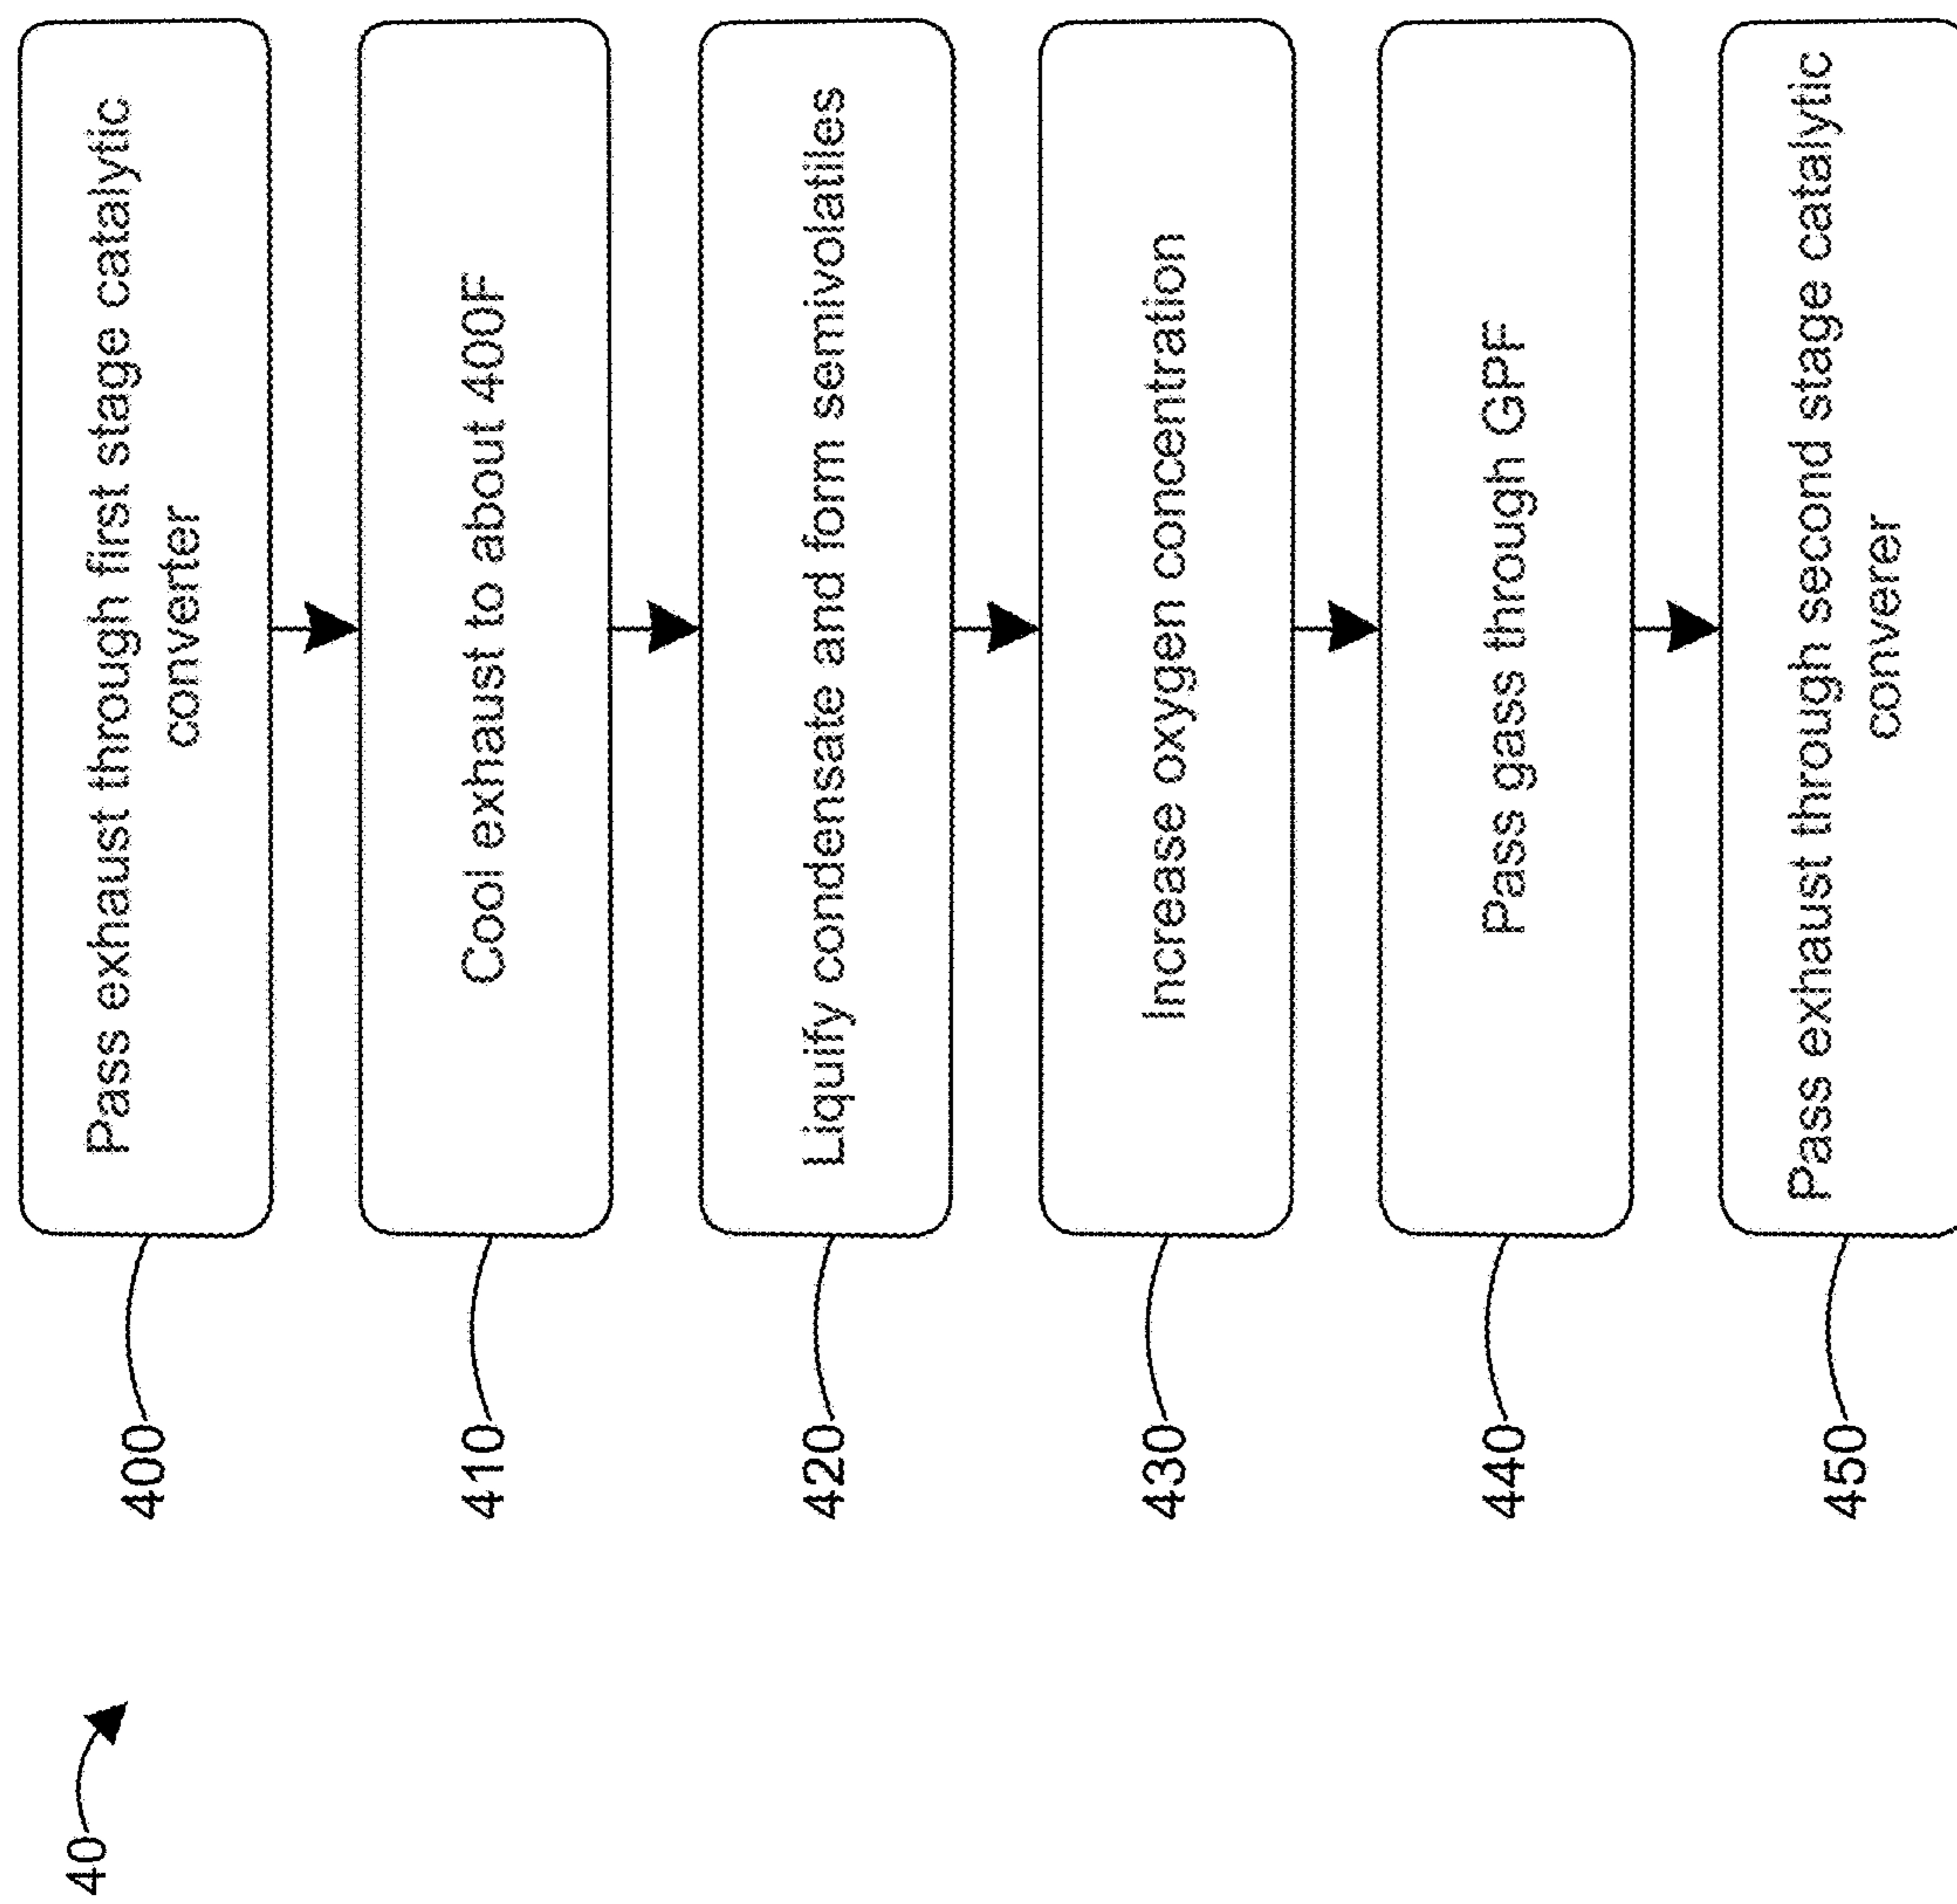 40
400
Pass exhaust through first stage catalytic
converter
410
Cool exhaust to about 400F
420
Liquify condensate and form semivolatiles
430
Increase oxygen concentration
440
Pass gass through GPF
450
Pass exhaust through second stage catalytic
converer